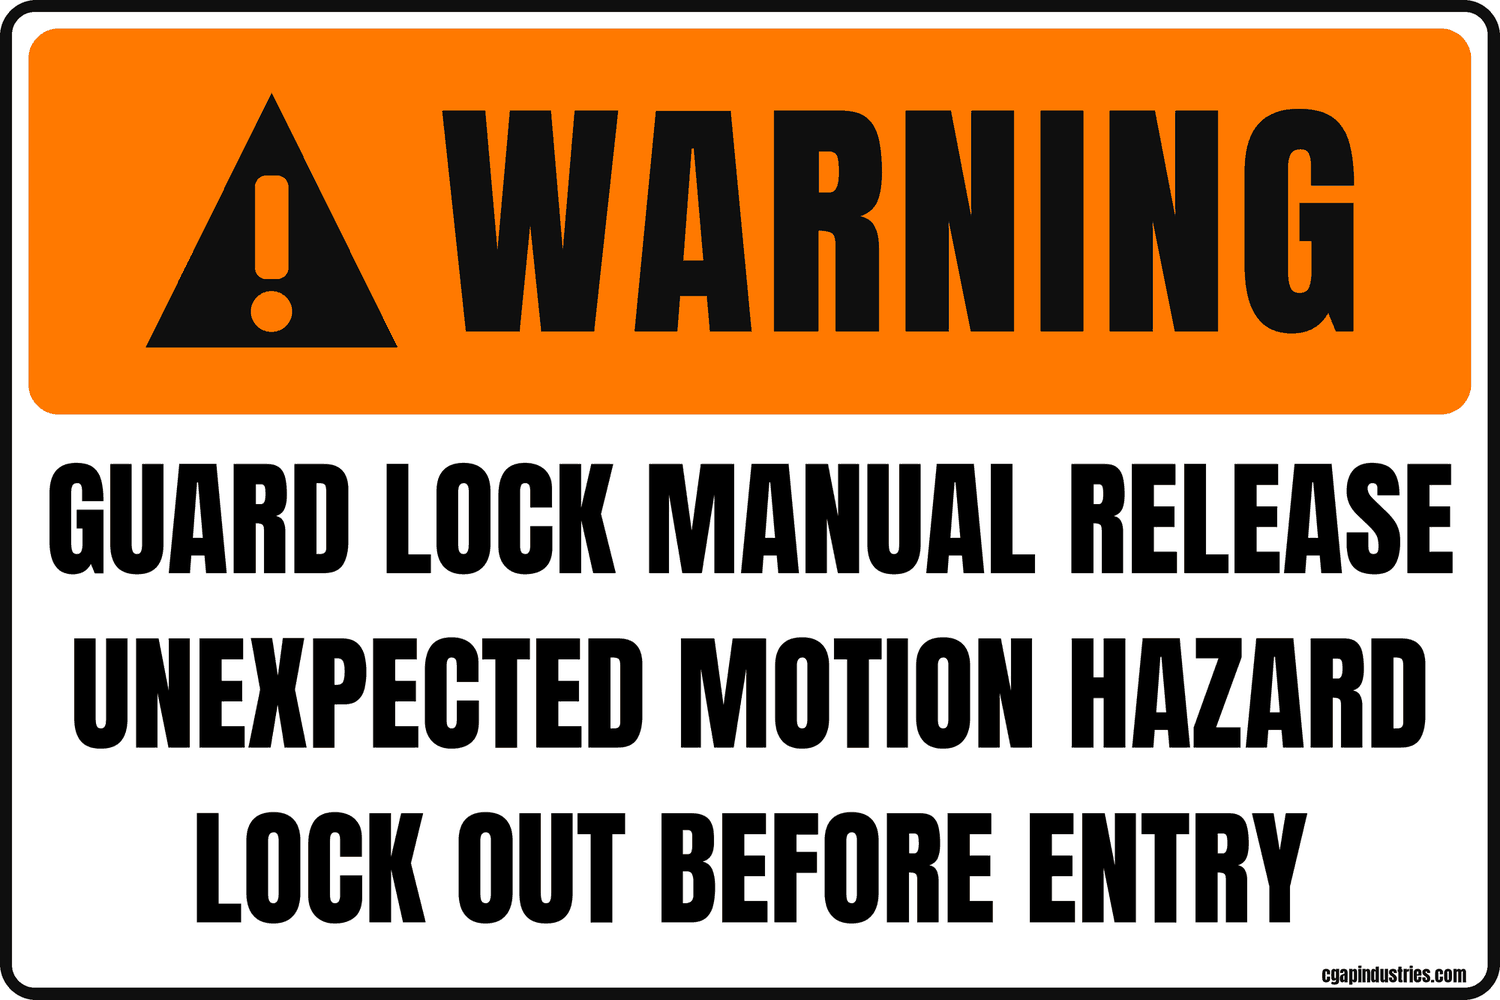 WARNING
GUARD LOCK MANUAL RELEASE
UNEXPECTED MOTION HAZARD
LOCK OUT BEFORE ENTRY
cgapindustries.com